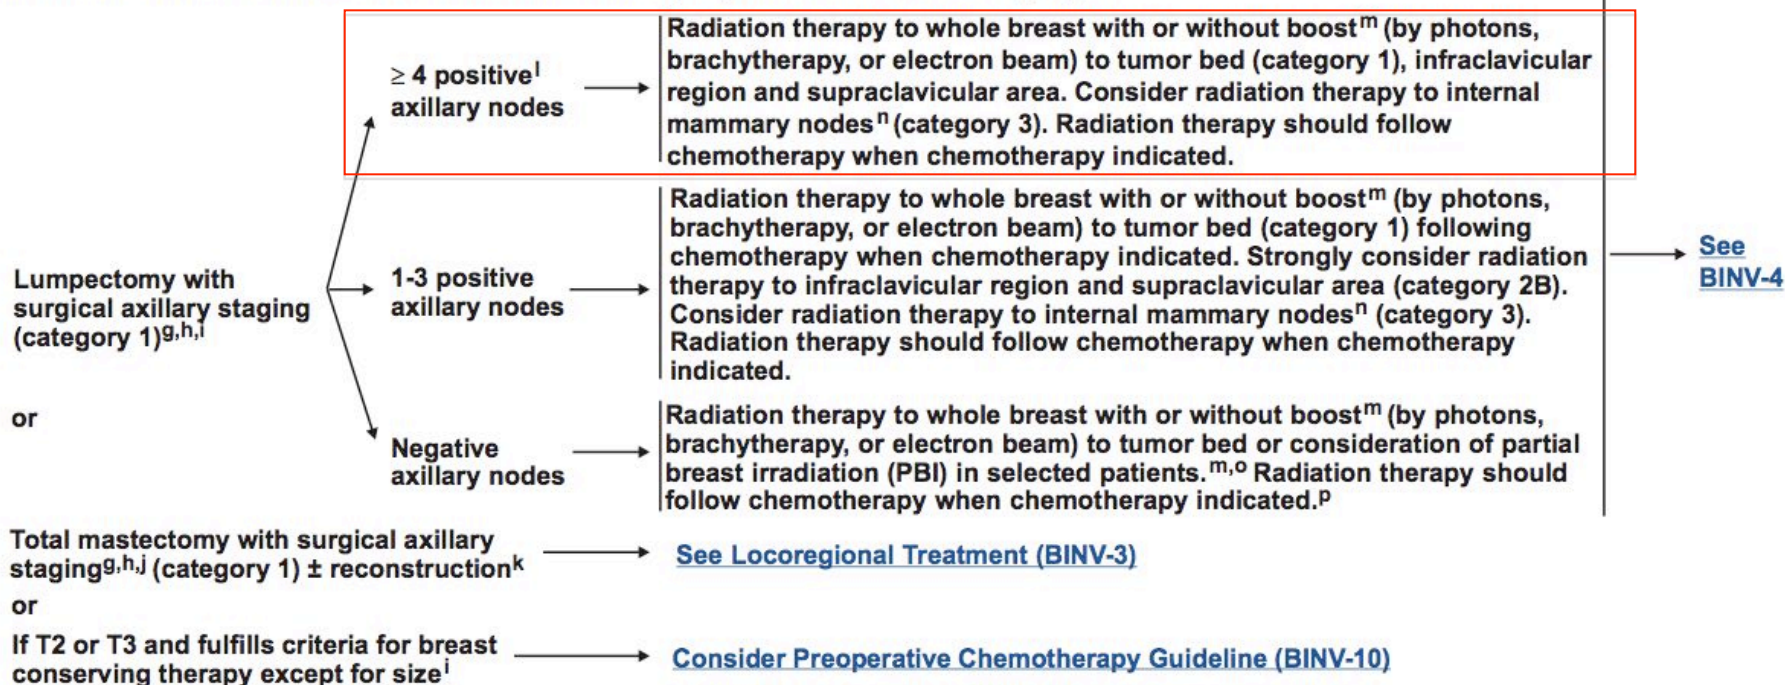 ≥ 4 positivel
axillary nodes
Radiation therapy to whole breast with or without boostm (by photons,
brachytherapy, or electron beam) to tumor bed (category 1), infraclavicular
region and supraclavicular area. Consider radiation therapy to internal
mammary nodesn (category 3). Radiation therapy should follow
chemotherapy when chemotherapy indicated.
Lumpectomy with
surgical axillary staging
(category 1)g,h,i
1-3 positive
axillary nodes
Radiation therapy to whole breast with or without boostm (by photons,
brachytherapy, or electron beam) to tumor bed (category 1) following
chemotherapy when chemotherapy indicated. Strongly consider radiation
therapy to infraclavicular region and supraclavicular area (category 2B).
Consider radiation therapy to internal mammary nodesn (category 3).
Radiation therapy should follow chemotherapy when chemotherapy
indicated.
See
BINV-4
or
Negative
axillary nodes
Radiation therapy to whole breast with or without boostm (by photons,
brachytherapy, or electron beam) to tumor bed or consideration of partial
breast irradiation (PBI) in selected patients.m,o Radiation therapy should
follow chemotherapy when chemotherapy indicated.p
Total mastectomy with surgical axillary
stagingg,h,j (category 1) ± reconstructionk
See Locoregional Treatment (BINV-3)
or
If T2 or T3 and fulfills criteria for breast
conserving therapy except for sizei
Consider Preoperative Chemotherapy Guideline (BINV-10)